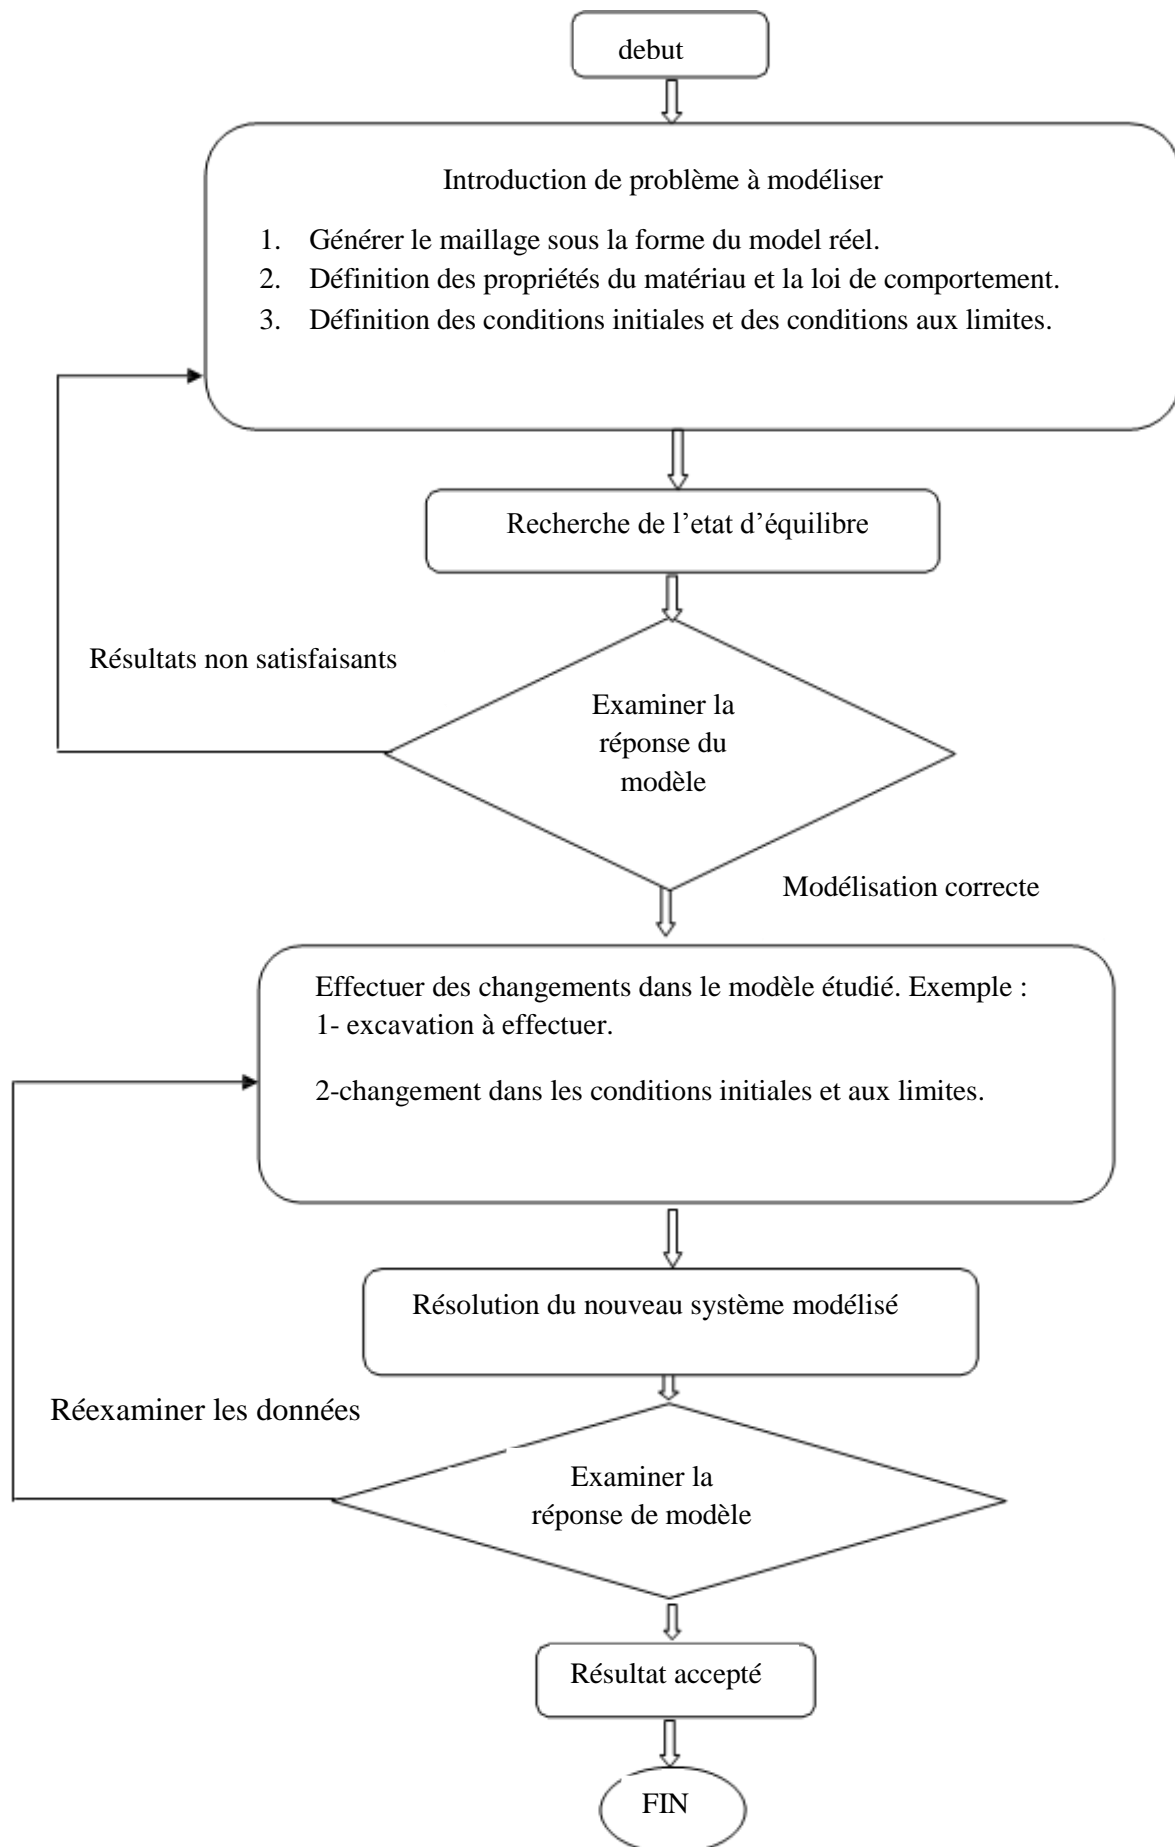 debut
Introduction de problème à modéliser
1. Générer le maillage sous la forme du model réel.
2. Définition des propriétés du matériau et la loi de comportement.
3. Définition des conditions initiales et des conditions aux limites.
Recherche de l’etat d’équilibre
Résultats non satisfaisants
Examiner la
réponse du
modèle
Modélisation correcte
Effectuer des changements dans le modèle étudié. Exemple :
1- excavation à effectuer.
2-changement dans les conditions initiales et aux limites.
Résolution du nouveau système modélisé
Réexaminer les données
Examiner la
réponse de modèle
Résultat accepté
FIN